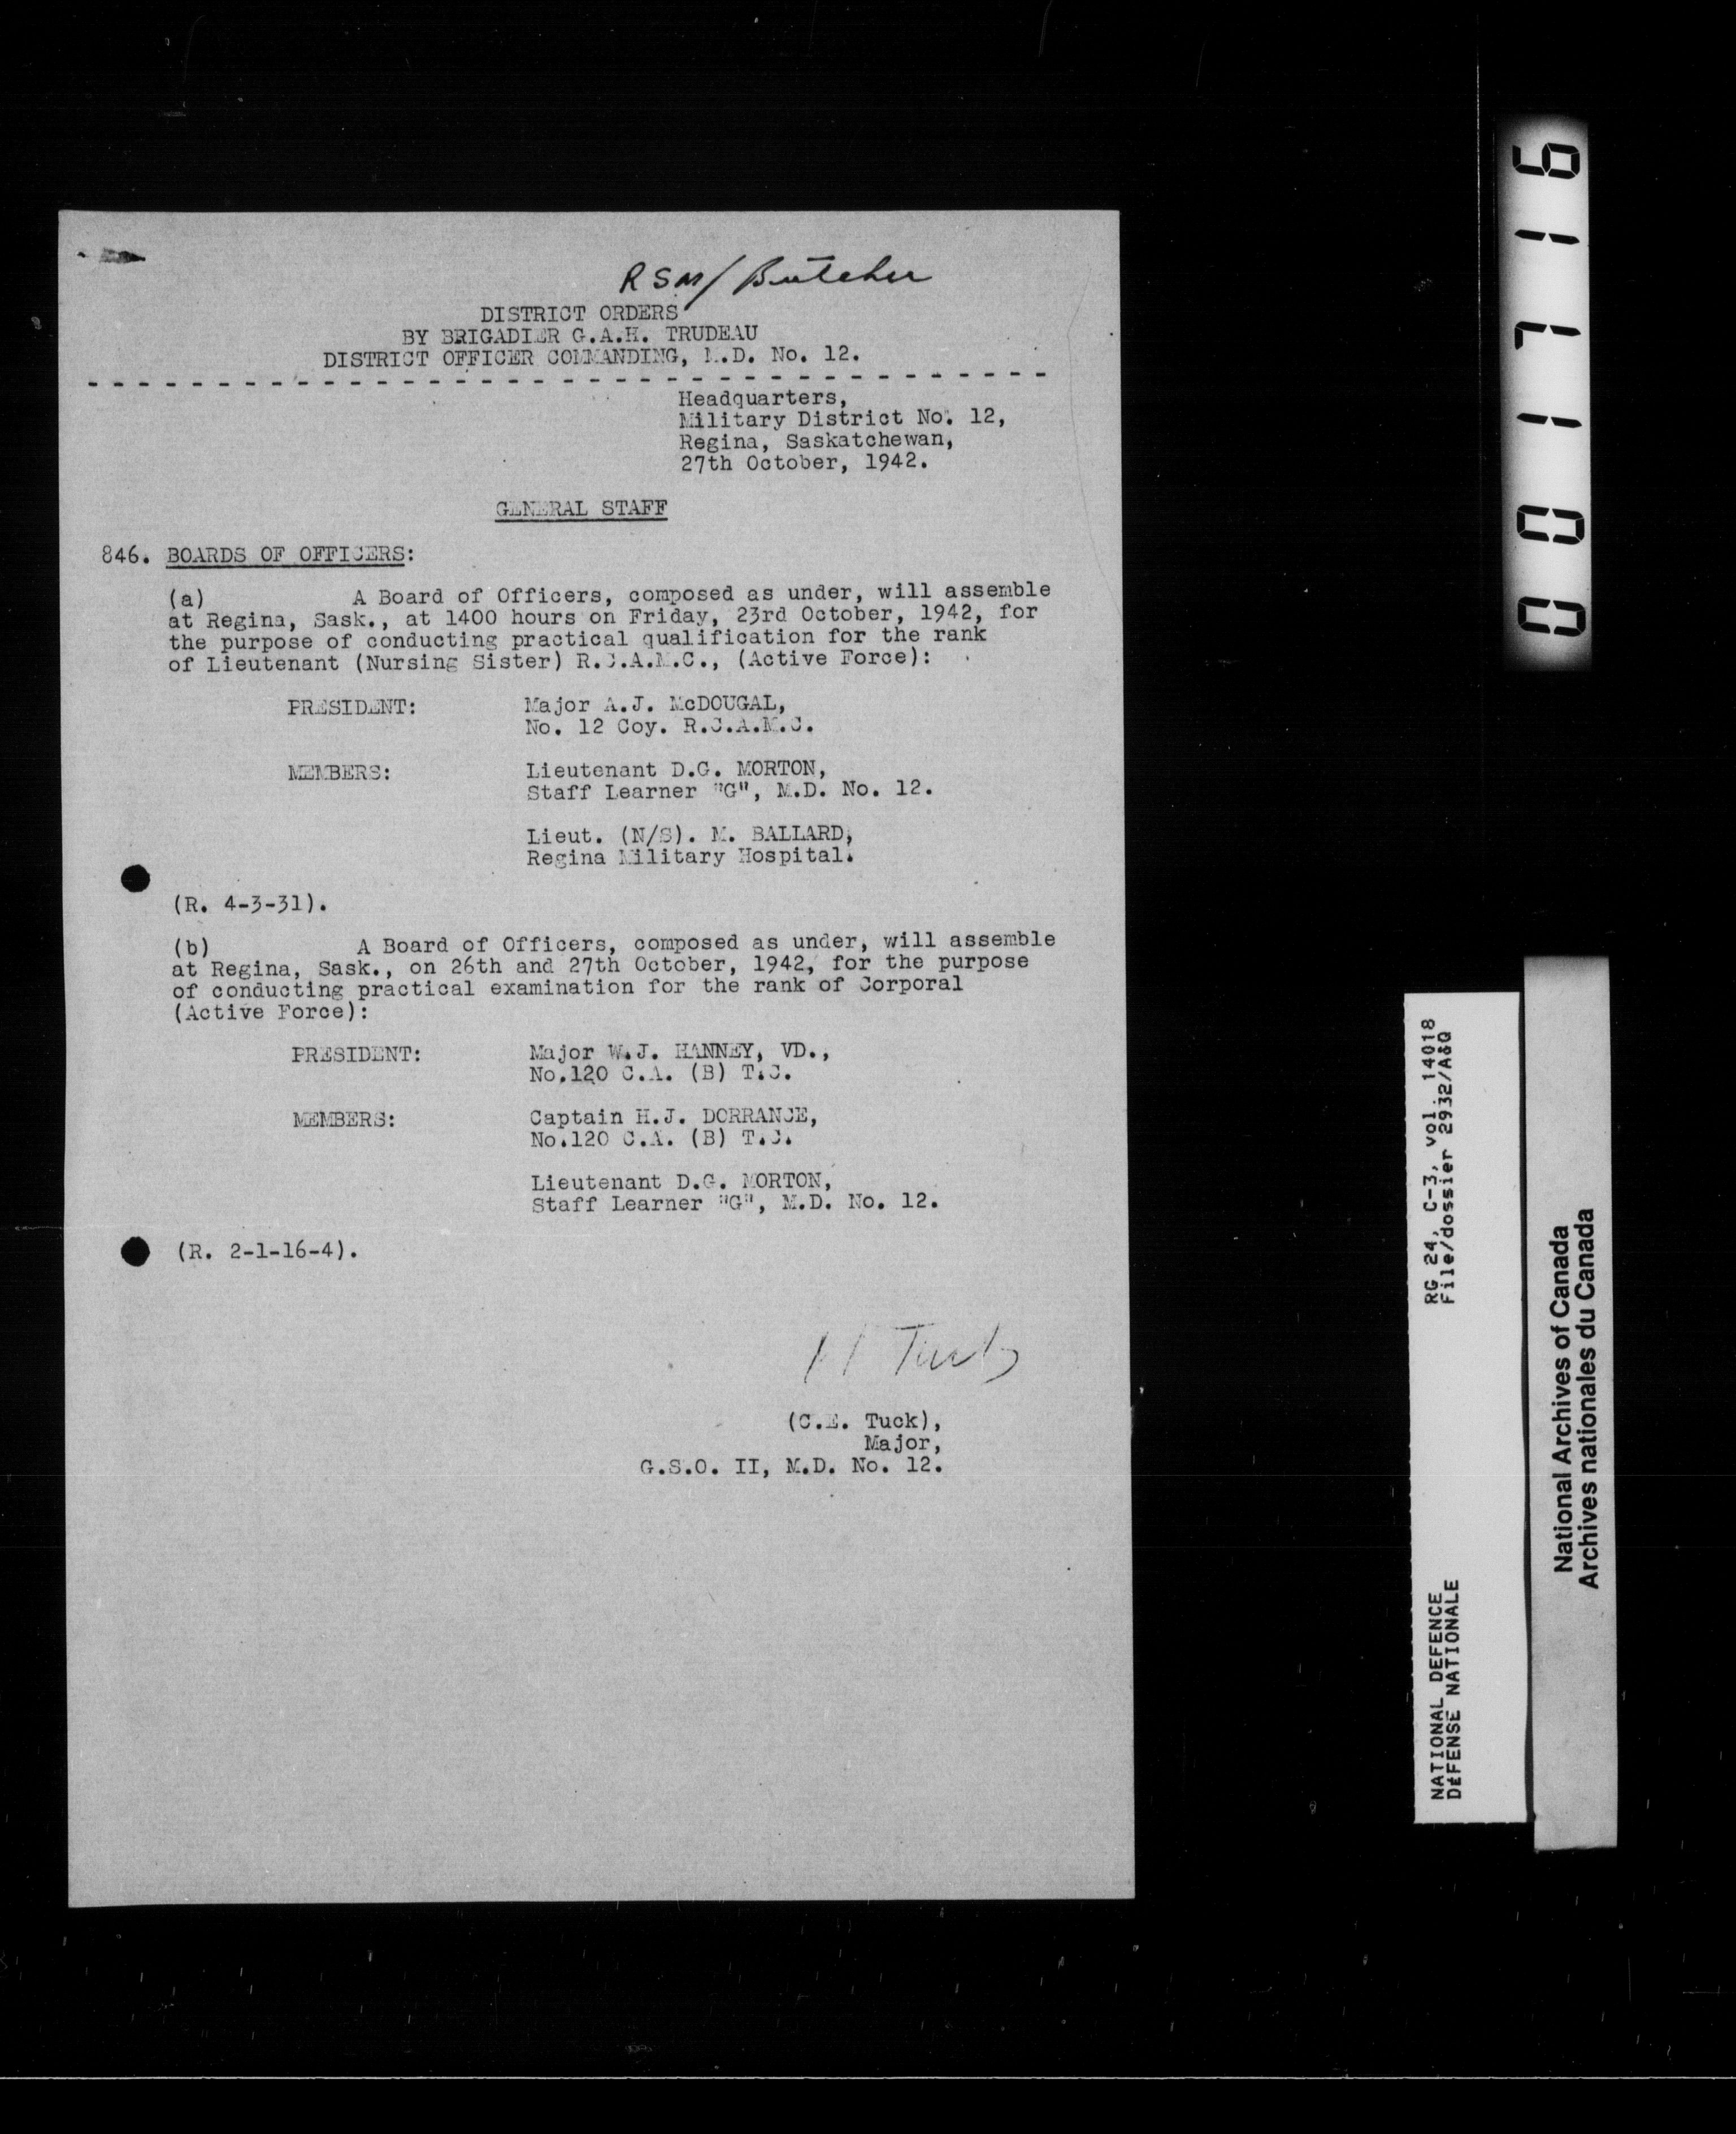 RSM/ Butcher
DISTRICT ORDERS
BY BRIGADIER G.A.H. TRUDEAU
DISTRICT OFFICER COMMANDING, M.D. No. 12.
Headquarters,
Military District No. 12,
Regina, Saskatchewan,
27th October, 1942.
GENERAL STAFF
846. BOARDS OF OFFICERS:
(a) A Board of Officers, composed as under, will assemble
at Regina, Sask., at 1400 hours on Friday, 23rd October, 1942, for
the purpose of conducting practical qualification for the rank
of Lieutenant (Nursing Sister) R.C.A.M.C., (Active Force):
PRESIDENT: Major A.J. McDOUGAL,
No. 12 Coy. R.C.A.M.C.
MEMBERS: Lieutenant D.G. MORTON,
Staff Learner "G", M.D. No. 12.
Lieut. (N/S). M. BALLARD,
Regina Military Hospital.
(R. 4-3-31).
(b) A Board of Officers, composed as under, will assemble
at Regina, Sask., on 26th and 27th October, 1942, for the purpose
of conducting practical examination for the rank of Corporal
(Active Force):
PRESIDENT: Major W.J. HANNEY, VD.,
No.120 C.A. (B) T.C.
MEMBERS: Captain H.J. DORRANCE,
No.120 C.A. (B) T.C.
Lieutenant D.G. MORTON,
Staff Learner "G", M.D. No. 12.
(R. 2-1-16-4).
Tuck
(C.E. Tuck),
Major,
G.S.O. II, M.D. No. 12.
001716
RG 24, C-3, vol. 14018
File/dossier 2932/A&Q
NATIONAL DEFENCE
DÉFENSE NATIONALE
National Archives of Canada
Archives nationales du Canada